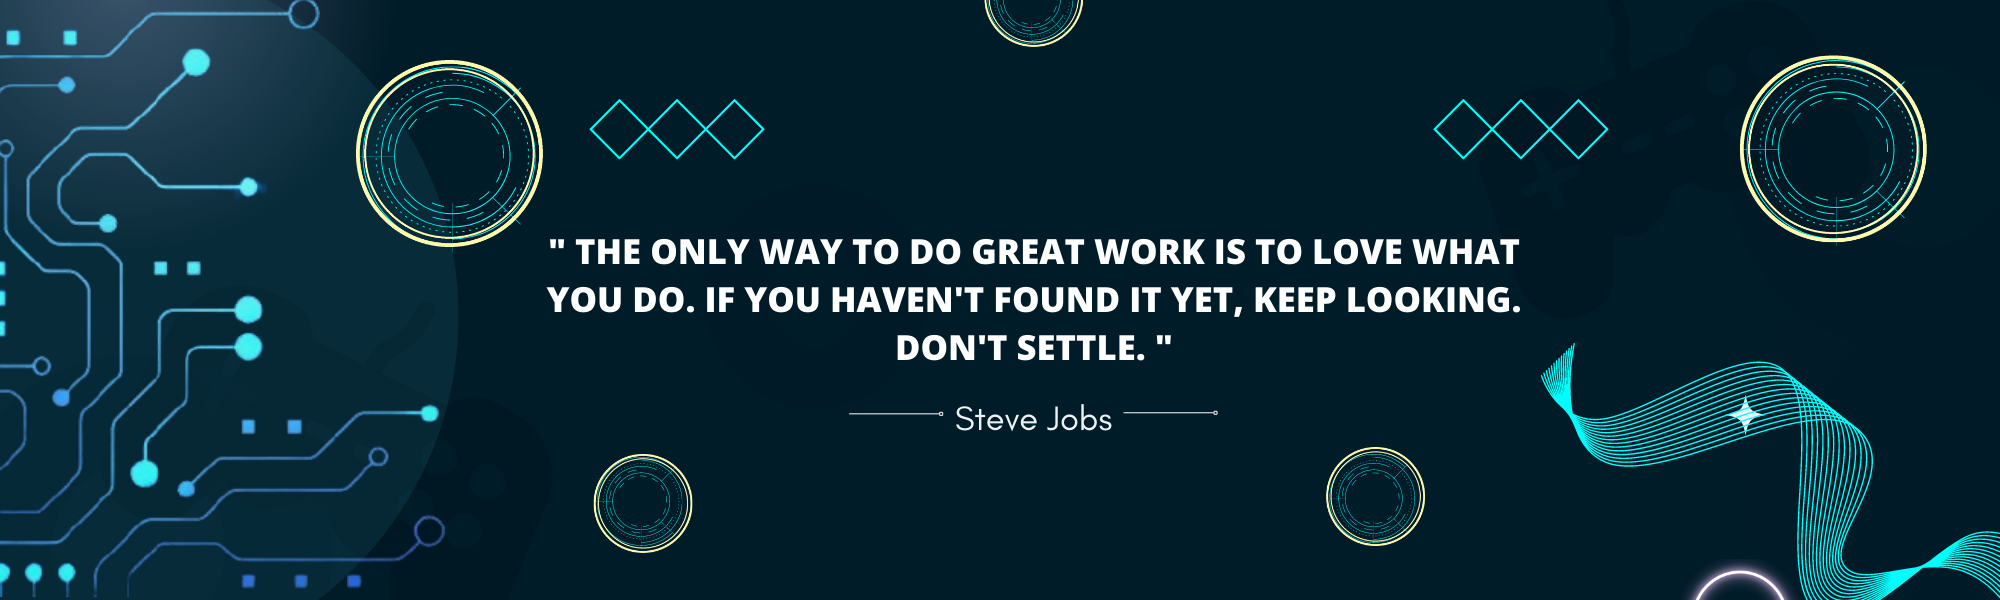 " THE ONLY WAY TO DO GREAT WORK IS TO LOVE WHAT
YOU DO. IF YOU HAVEN'T FOUND IT YET, KEEP LOOKING.
DON'T SETTLE. "
Steve Jobs